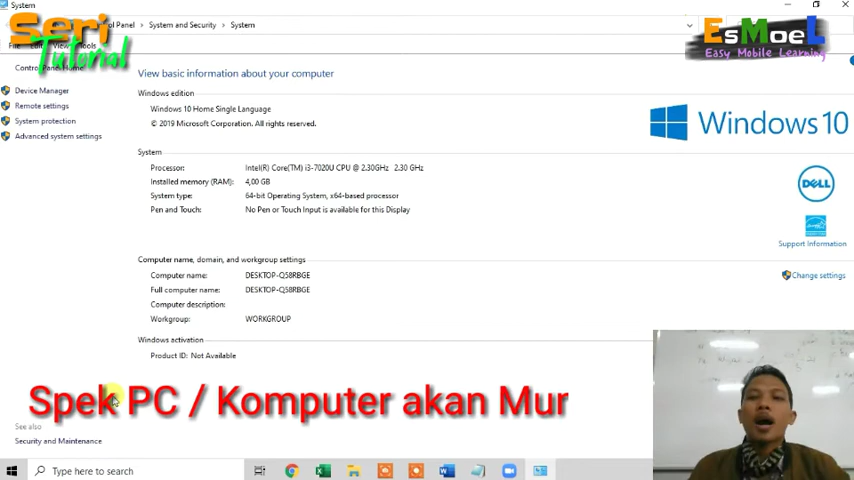 System
Seri
Tutorial
Control Panel > System and Security > System
EsMoeL
Easy Mobile Learning
File Edit View Tools
Control Panel Home
Device Manager
Remote settings
System protection
Advanced system settings
View basic information about your computer
Windows edition
Windows 10 Home Single Language
© 2019 Microsoft Corporation. All rights reserved.
Windows 10
System
Processor: Intel(R) Core(TM) i3-7020U CPU @ 2.30GHz 2.30 GHz
Installed memory (RAM): 4,00 GB
System type: 64-bit Operating System, x64-based processor
Pen and Touch: No Pen or Touch Input is available for this Display
DELL
Support Information
Computer name, domain, and workgroup settings
Computer name: DESKTOP-Q58RBGE
Full computer name: DESKTOP-Q58RBGE
Computer description:
Workgroup: WORKGROUP
Change settings
Windows activation
Product ID: Not Available
Spek PC / Komputer akan Mun
See also
Security and Maintenance
Type here to search